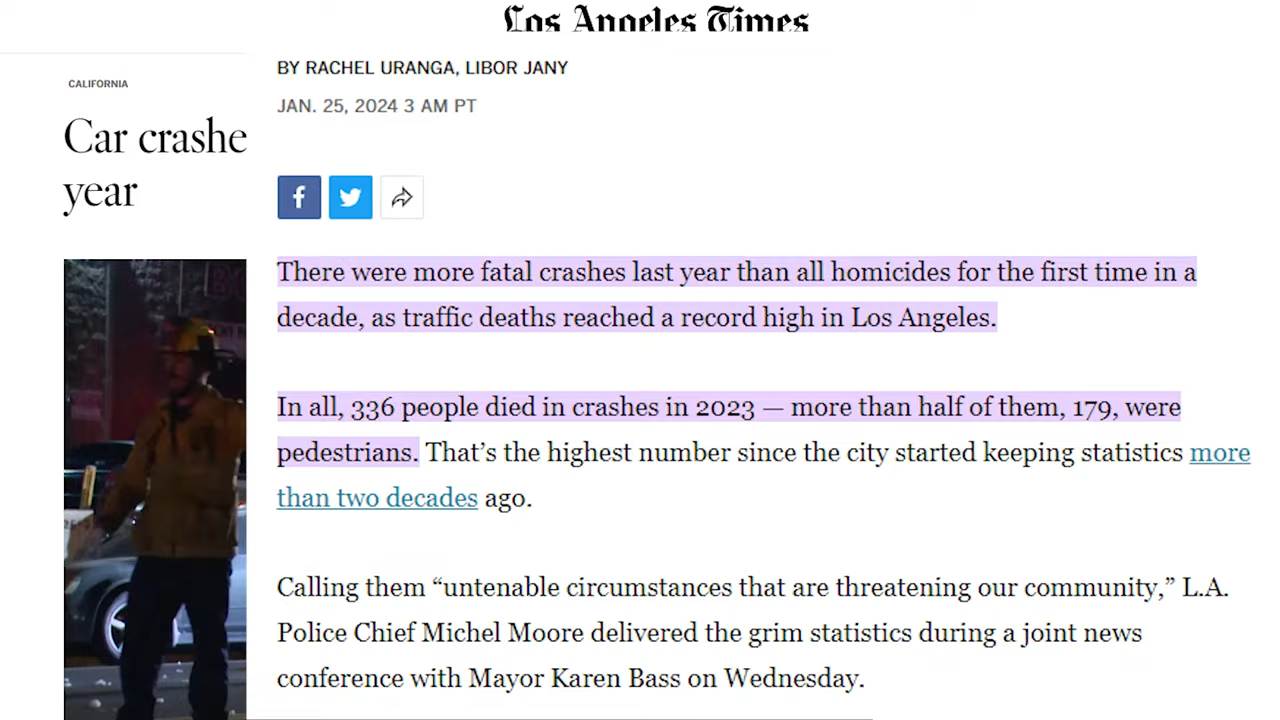 Los Angeles Times
CALIFORNIA
Car crashe
year
BY RACHEL URANGA, LIBOR JANY
JAN. 25, 2024 3 AM PT
There were more fatal crashes last year than all homicides for the first time in a
decade, as traffic deaths reached a record high in Los Angeles.
In all, 336 people died in crashes in 2023 — more than half of them, 179, were
pedestrians. That’s the highest number since the city started keeping statistics more
than two decades ago.
Calling them “untenable circumstances that are threatening our community,” L.A.
Police Chief Michel Moore delivered the grim statistics during a joint news
conference with Mayor Karen Bass on Wednesday.